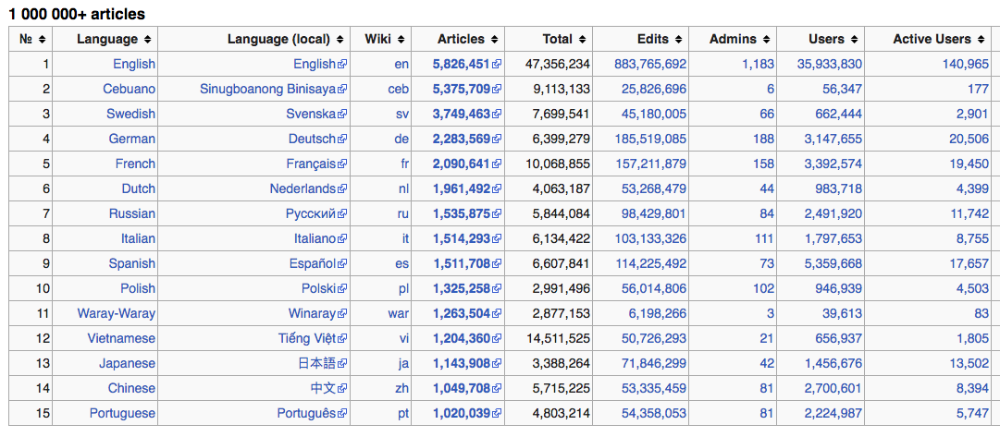 1 000 000+ articles
№ Language Language (local) Wiki Articles Total Edits Admins Users Active Users
1 English English en 5,826,451 47,356,234 883,765,692 1,183 35,933,830 140,965
2 Cebuano Sinugboanong Binisaya ceb 5,375,709 9,113,133 25,826,696 6 56,347 177
3 Swedish Svenska sv 3,749,463 7,699,541 45,180,005 66 662,444 2,901
4 German Deutsch de 2,283,569 6,399,279 185,519,085 188 3,147,655 20,506
5 French Français fr 2,090,641 10,068,855 157,211,879 158 3,392,574 19,450
6 Dutch Nederlands nl 1,961,492 4,063,187 53,268,479 44 983,718 4,399
7 Russian Русский ru 1,535,875 5,844,084 98,429,801 84 2,491,920 11,742
8 Italian Italiano it 1,514,293 6,134,422 103,133,326 111 1,797,653 8,755
9 Spanish Español es 1,511,708 6,607,841 114,225,492 73 5,359,668 17,657
10 Polish Polski pl 1,325,258 2,991,496 56,014,806 102 946,939 4,503
11 Waray-Waray Winaray war 1,263,504 2,877,153 6,198,266 3 39,613 83
12 Vietnamese Tiếng Việt vi 1,204,360 14,511,525 50,726,293 21 656,937 1,805
13 Japanese 日本語 ja 1,143,908 3,388,264 71,846,299 42 1,456,676 13,502
14 Chinese 中文 zh 1,049,708 5,715,225 53,335,459 81 2,700,601 8,394
15 Portuguese Português pt 1,020,039 4,803,214 54,358,053 81 2,224,987 5,747